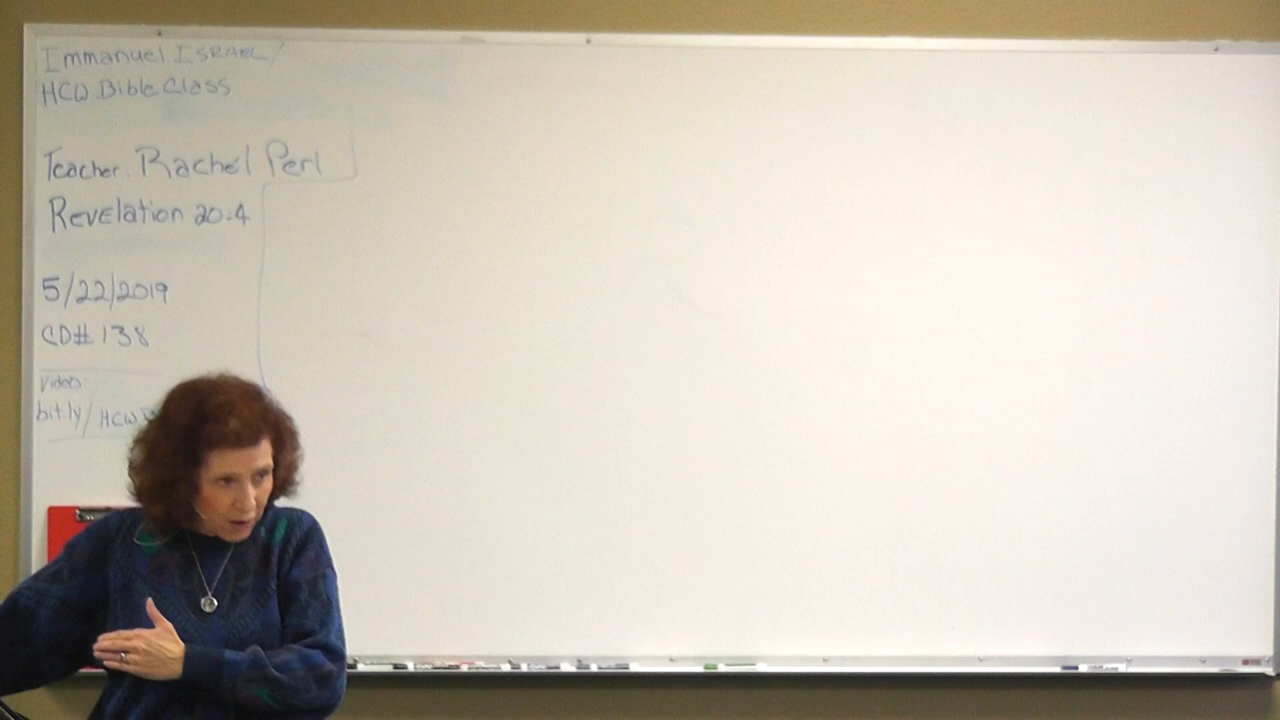 Immanuel ISRAEL
HCW Bible Class
Teacher: Rachel Perl
Revelation 20:4
5/22/2019
CD# 138
Video
bit.ly/HCW